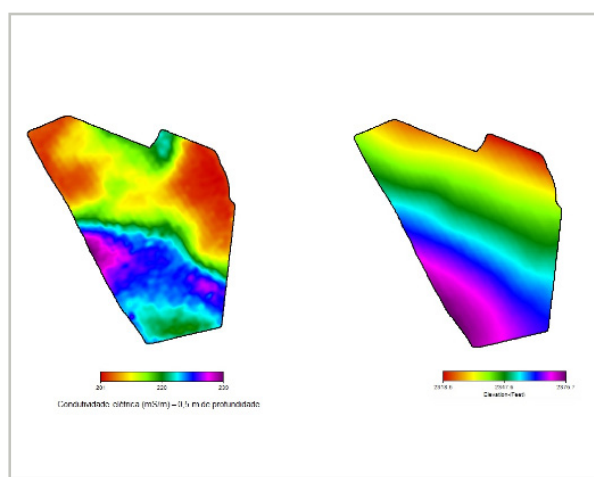 201 220 239
Condutividade elétrica (mS/m) – 0,5 m de profundidade
Elevation (Feet)